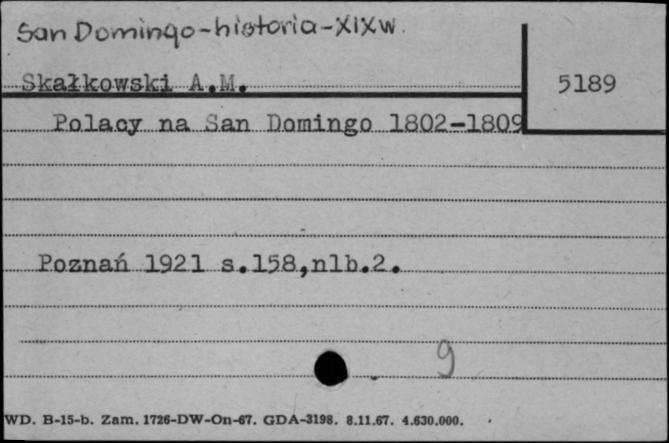 San Domingo-historia-XIXw.
Skałkowski A.M.
5189
Polacy na San Domingo 1802-1809
Poznań 1921 s.158,nlb.2.
9
WD. B-15-b. Zam. 1726-DW-On-67. GDA-3198. 8.11.67. 4.630.000.